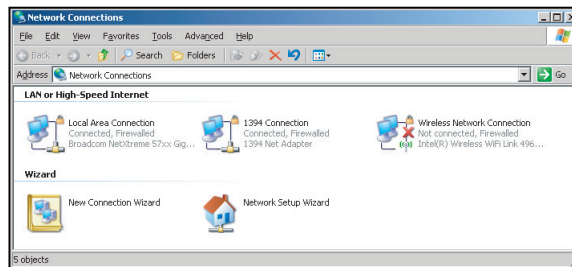 Network Connections
File Edit View Favorites Tools Advanced Help
Back Search Folders
Address Network Connections Go
LAN or High-Speed Internet
Local Area Connection
Connected, Firewalled
Broadcom NetXtreme 57xx Gig...
1394 Connection
Connected, Firewalled
1394 Net Adapter
Wireless Network Connection
Not connected, Firewalled
Intel(R) Wireless WiFi Link 496...
Wizard
New Connection Wizard
Network Setup Wizard
5 objects